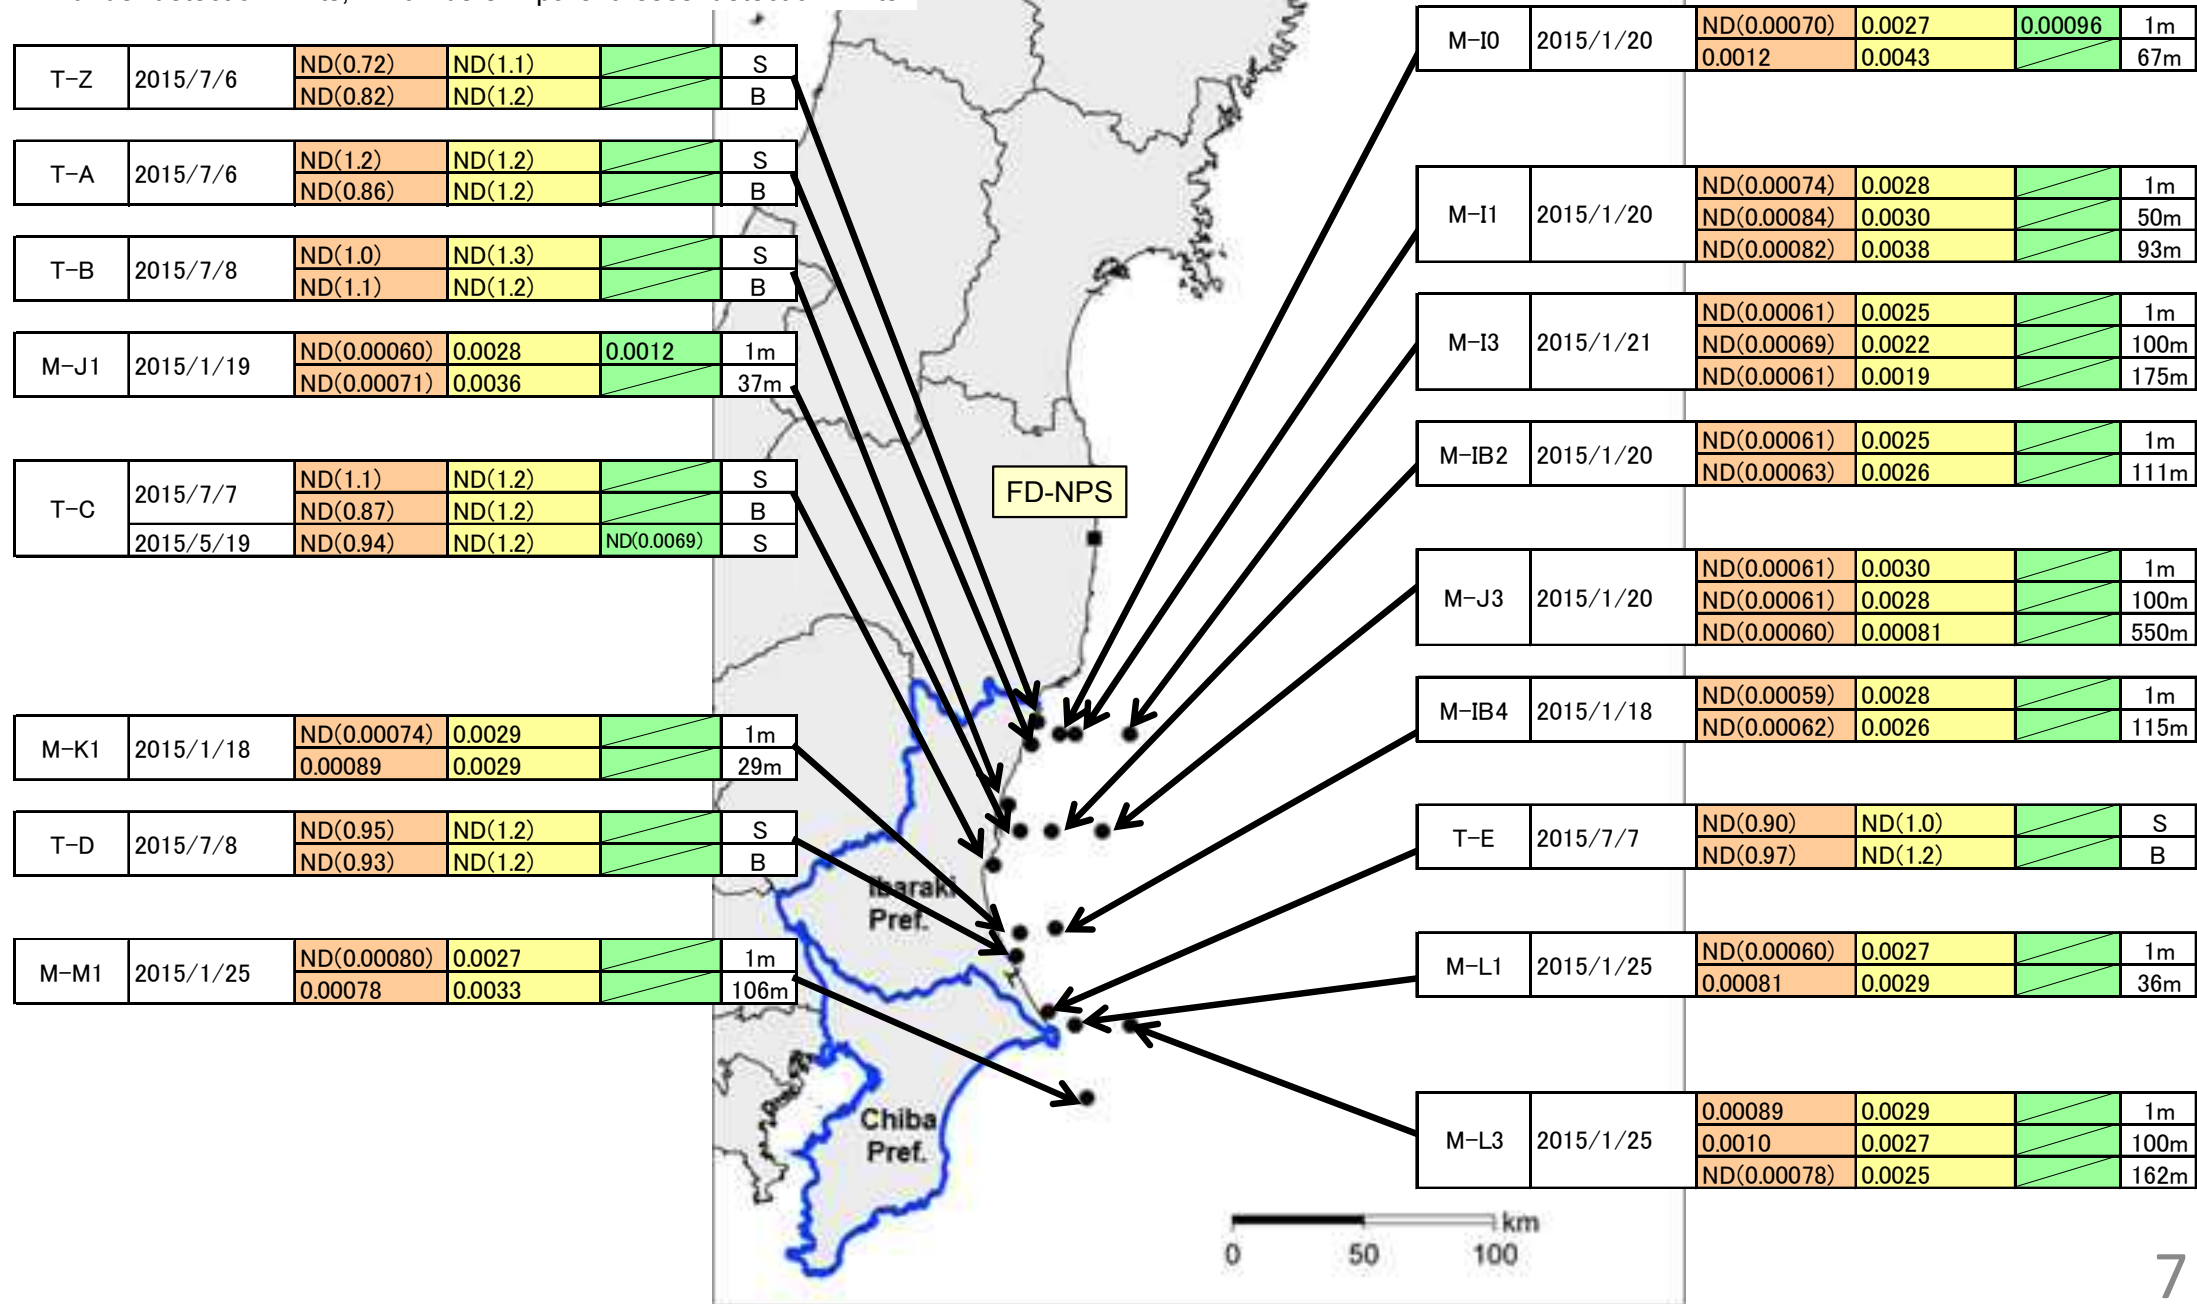 T-Z 2015/7/6 ND(0.72) ND(1.1) S
ND(0.82) ND(1.2) B
T-A 2015/7/6 ND(1.2) ND(1.2) S
ND(0.86) ND(1.2) B
T-B 2015/7/8 ND(1.0) ND(1.3) S
ND(1.1) ND(1.2) B
M-J1 2015/1/19 ND(0.00060) 0.0028 0.0012 1m
ND(0.00071) 0.0036 37m
T-C 2015/7/7 ND(1.1) ND(1.2) S
ND(0.87) ND(1.2) B
2015/5/19 ND(0.94) ND(1.2) ND(0.0069) S
M-K1 2015/1/18 ND(0.00074) 0.0029 1m
0.00089 0.0029 29m
T-D 2015/7/8 ND(0.95) ND(1.2) S
ND(0.93) ND(1.2) B
M-M1 2015/1/25 ND(0.00080) 0.0027 1m
0.00078 0.0033 106m
FD-NPS
Ibaraki
Pref.
Chiba
Pref.
M-I0 2015/1/20 ND(0.00070) 0.0027 0.00096 1m
0.0012 0.0043 67m
M-I1 2015/1/20 ND(0.00074) 0.0028 1m
ND(0.00084) 0.0030 50m
ND(0.00082) 0.0038 93m
M-I3 2015/1/21 ND(0.00061) 0.0025 1m
ND(0.00069) 0.0022 100m
ND(0.00061) 0.0019 175m
M-IB2 2015/1/20 ND(0.00061) 0.0025 1m
ND(0.00063) 0.0026 111m
M-J3 2015/1/20 ND(0.00061) 0.0030 1m
ND(0.00061) 0.0028 100m
ND(0.00060) 0.00081 550m
M-IB4 2015/1/18 ND(0.00059) 0.0028 1m
ND(0.00062) 0.0026 115m
T-E 2015/7/7 ND(0.90) ND(1.0) S
ND(0.97) ND(1.2) B
M-L1 2015/1/25 ND(0.00060) 0.0027 1m
0.00081 0.0029 36m
M-L3 2015/1/25 0.00089 0.0029 1m
0.0010 0.0027 100m
ND(0.00078) 0.0025 162m
km
0 50 100
7